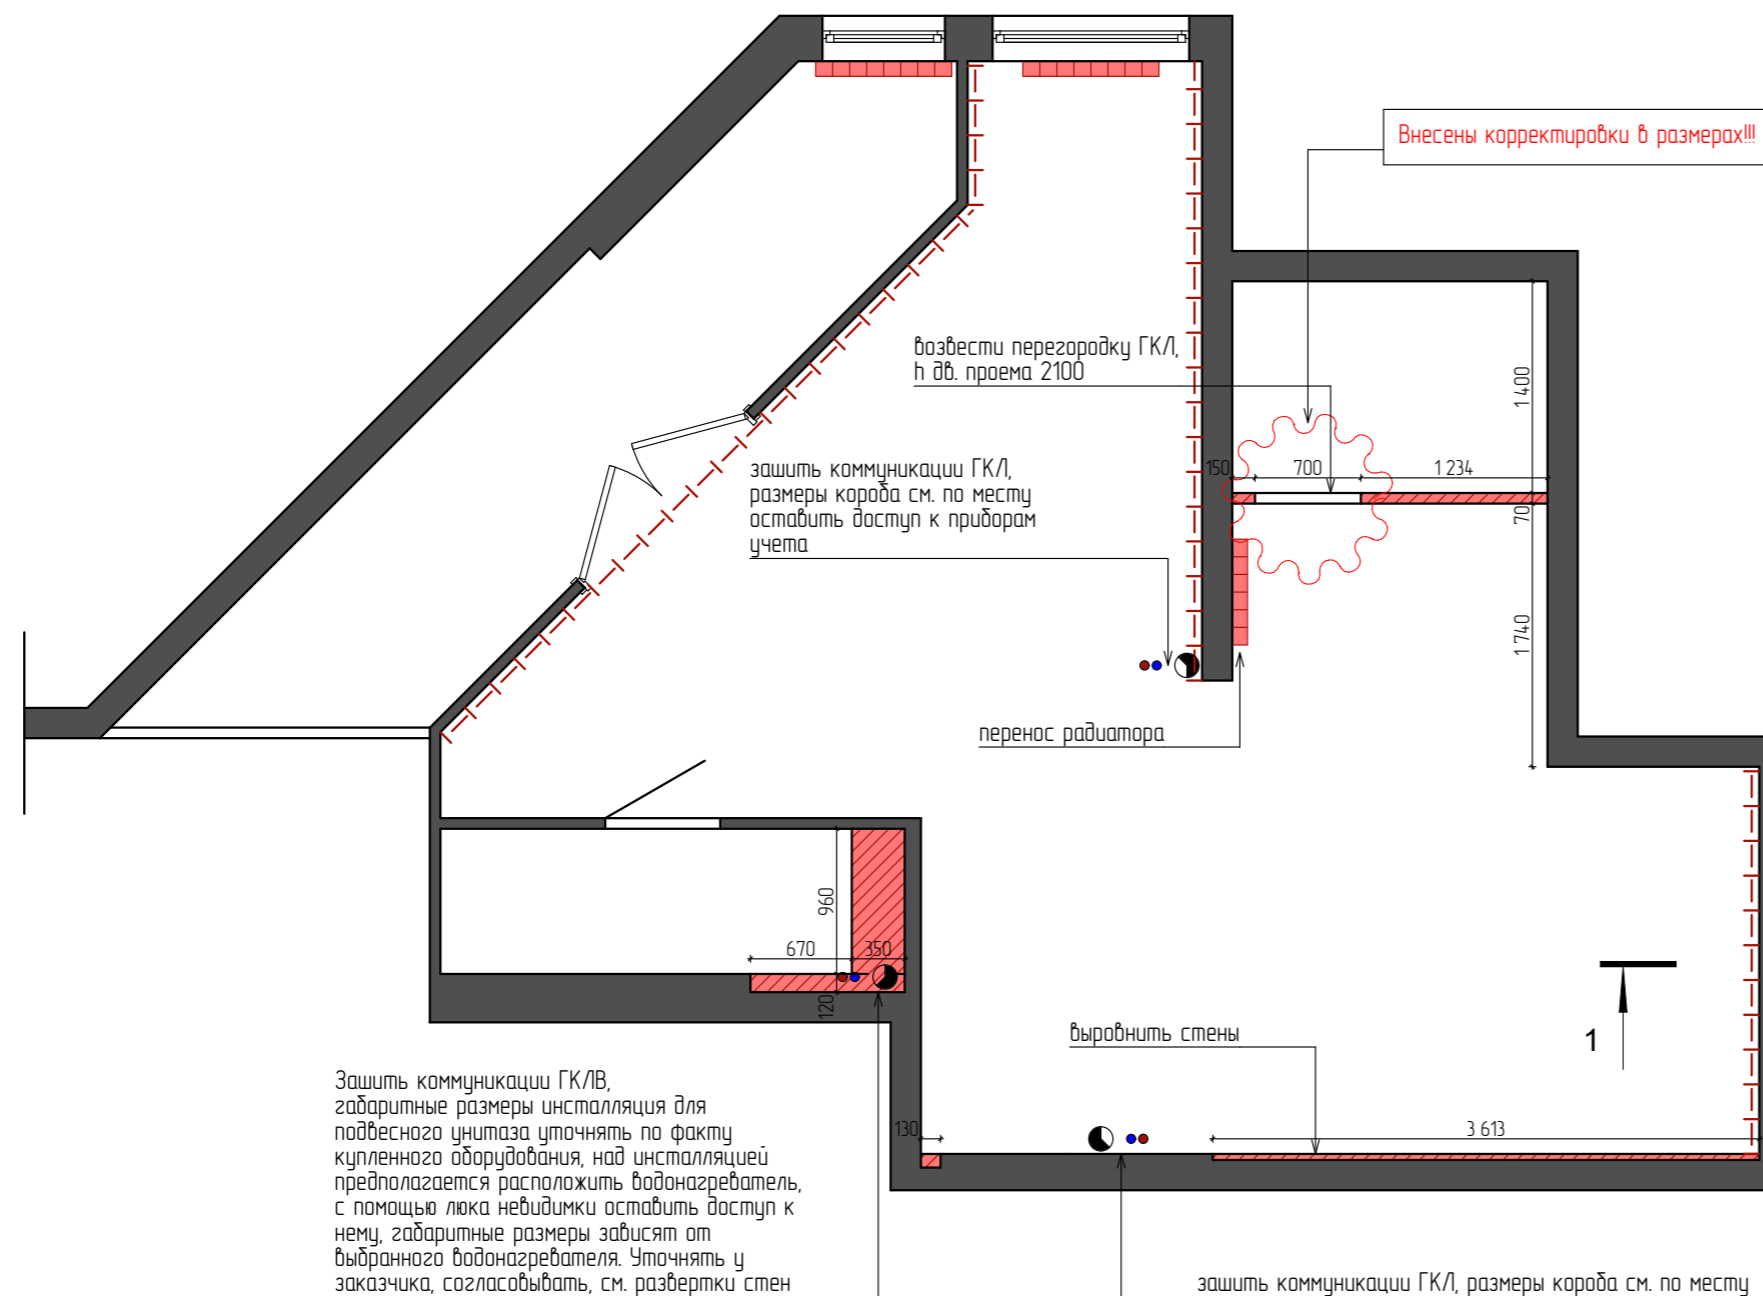 Внесены корректировки в размерах!!!
возвести перегородку ГКЛ,
h дв. проема 2100
1 400
зашить коммуникации ГКЛ,
размеры короба см. по месту
оставить доступ к приборам
учета
150
700
1 234
70
1 740
перенос радиатора
960
670
350
120
1
выровнить стены
130
3 613
Зашить коммуникации ГКЛВ,
габаритные размеры инсталляция для
подвесного унитаза уточнять по факту
купленного оборудования, над инсталляцией
предполагается расположить водонагреватель,
с помощью люка невидимки оставить доступ к
нему, габаритные размеры зависят от
выбранного водонагревателя. Уточнять у
заказчика, согласовывать, см. развертки стен
зашить коммуникации ГКЛ, размеры короба см. по месту